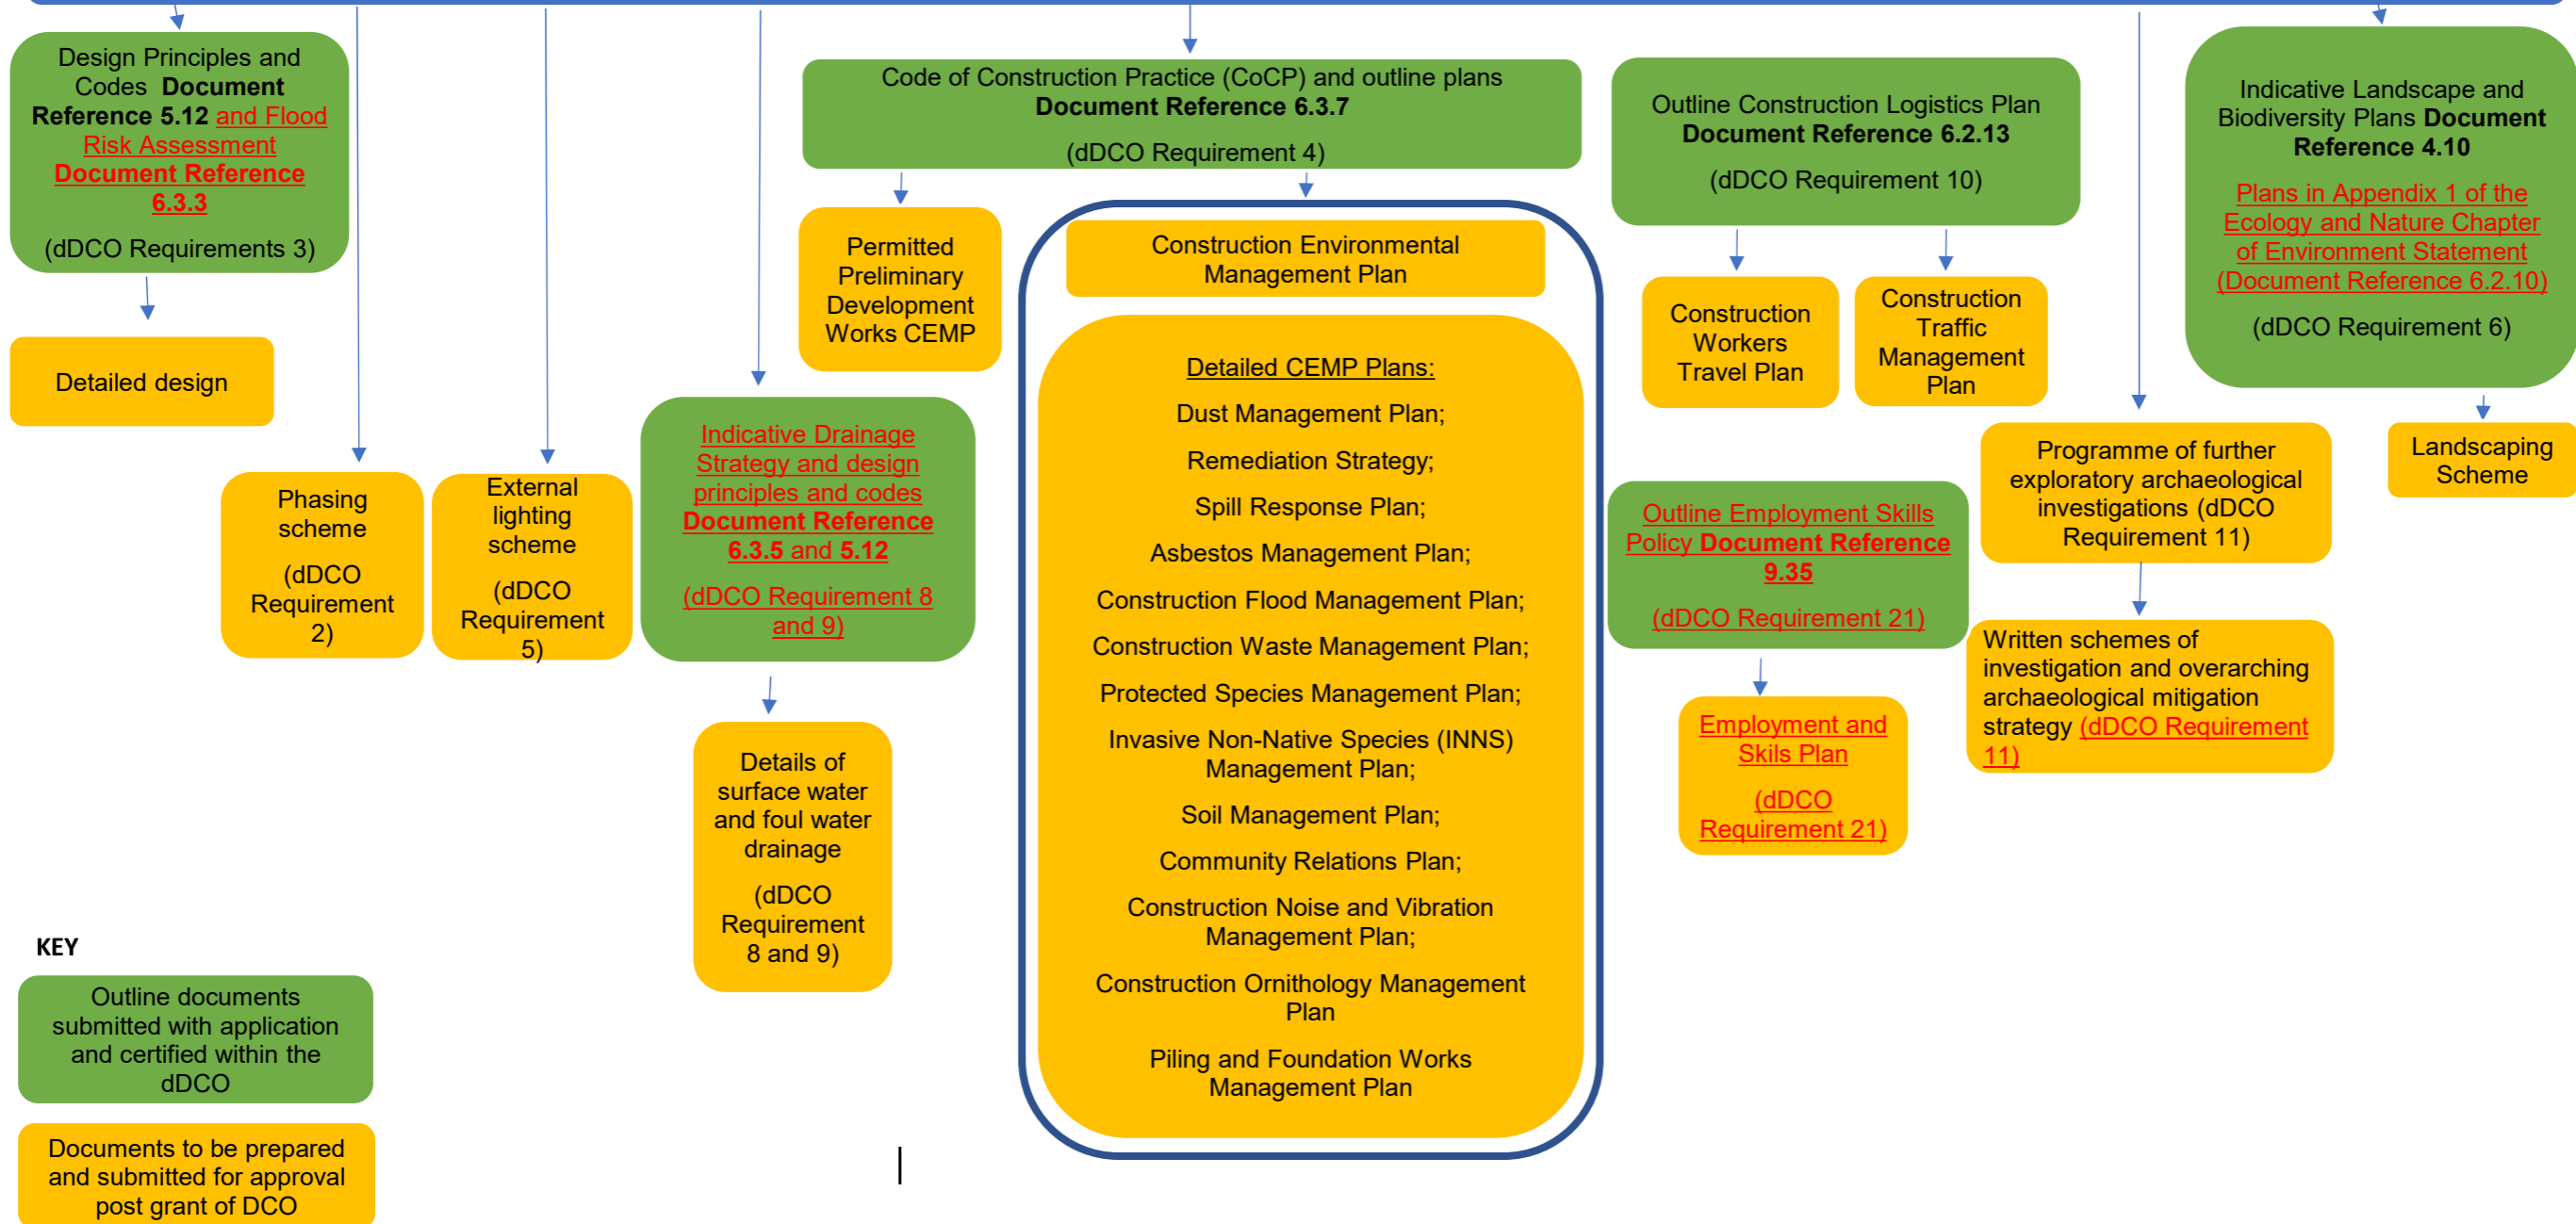 Design Principles and
Codes Document
Reference 5.12 and Flood
Risk Assessment
Document Reference
6.3.3
(dDCO Requirements 3)
Detailed design
Phasing
scheme
(dDCO
Requirement
2)
External
lighting
scheme
(dDCO
Requirement
5)
Indicative Drainage
Strategy and design
principles and codes
Document Reference
6.3.5 and 5.12
(dDCO Requirement 8
and 9)
Details of
surface water
and foul water
drainage
(dDCO
Requirement
8 and 9)
Code of Construction Practice (CoCP) and outline plans
Document Reference 6.3.7
(dDCO Requirement 4)
Permitted
Preliminary
Development
Works CEMP
Construction Environmental
Management Plan
Detailed CEMP Plans:
Dust Management Plan;
Remediation Strategy;
Spill Response Plan;
Asbestos Management Plan;
Construction Flood Management Plan;
Construction Waste Management Plan;
Protected Species Management Plan;
Invasive Non-Native Species (INNS)
Management Plan;
Soil Management Plan;
Community Relations Plan;
Construction Noise and Vibration
Management Plan;
Construction Ornithology Management
Plan
Piling and Foundation Works
Management Plan
Outline Construction Logistics Plan
Document Reference 6.2.13
(dDCO Requirement 10)
Construction
Workers
Travel Plan
Construction
Traffic
Management
Plan
Outline Employment Skills
Policy Document Reference
9.35
(dDCO Requirement 21)
Employment and
Skils Plan
(dDCO
Requirement 21)
Programme of further
exploratory archaeological
investigations (dDCO
Requirement 11)
Written schemes of
investigation and overarching
archaeological mitigation
strategy (dDCO Requirement
11)
Indicative Landscape and
Biodiversity Plans Document
Reference 4.10
Plans in Appendix 1 of the
Ecology and Nature Chapter
of Environment Statement
(Document Reference 6.2.10)
(dDCO Requirement 6)
Landscaping
Scheme
KEY
Outline documents
submitted with application
and certified within the
dDCO
Documents to be prepared
and submitted for approval
post grant of DCO